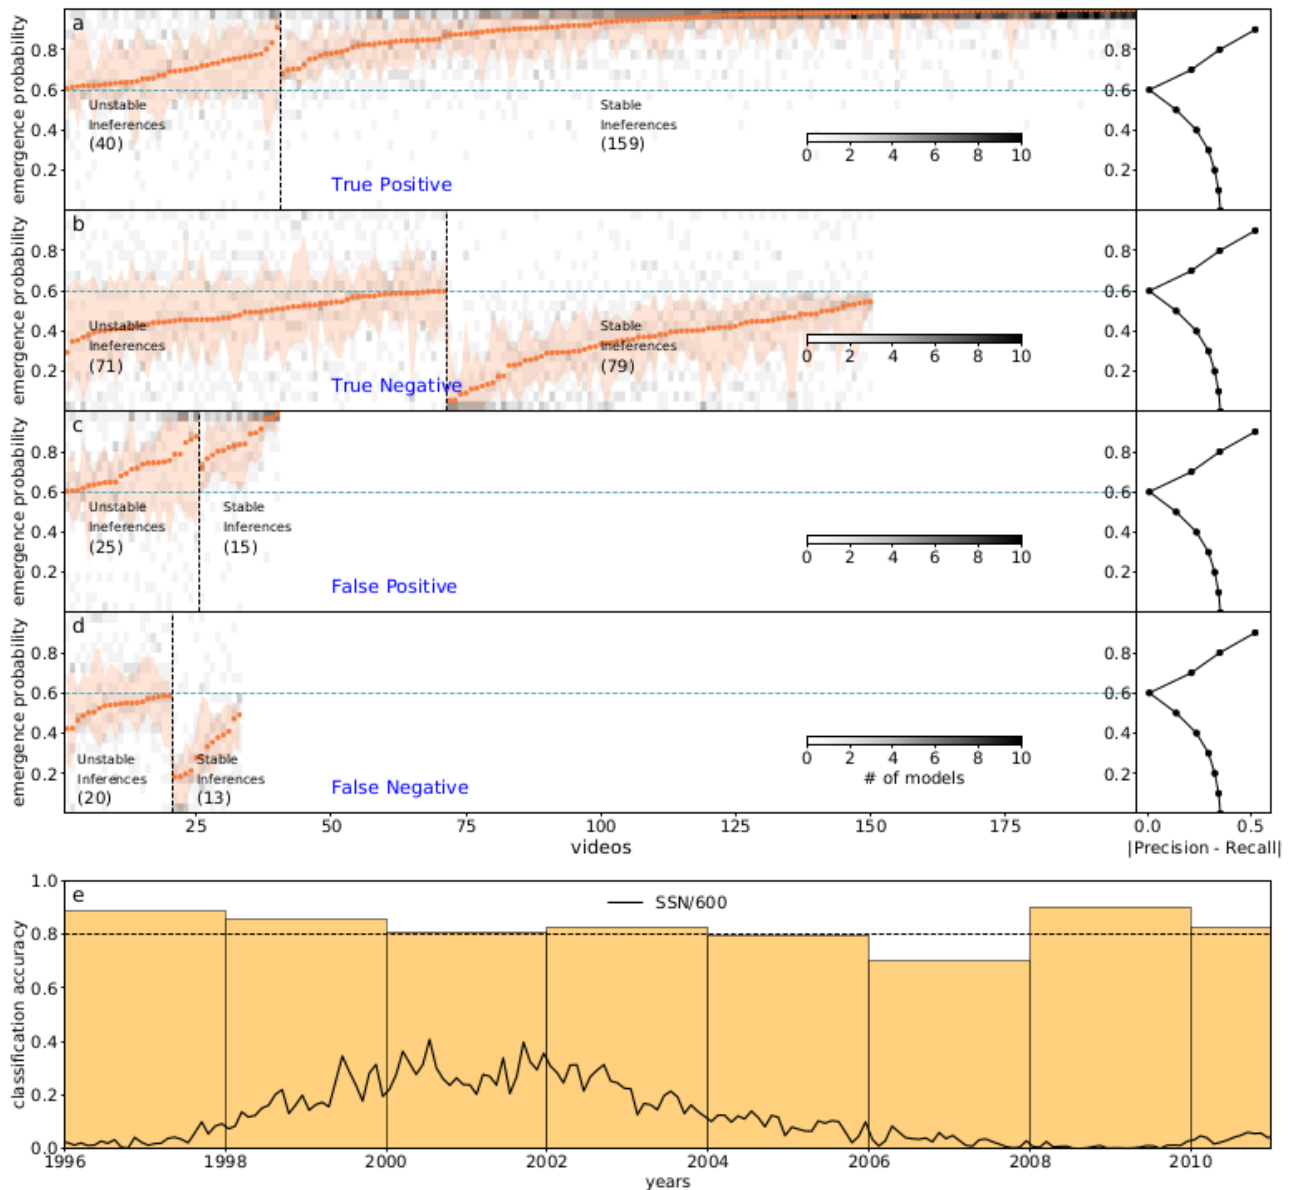 a
emergence probability
0.8
0.6
0.4
0.2
Unstable
Ineferences
(40)
Stable
Ineferences
(159)
True Positive
0 2 4 6 8 10
0.8
0.6
0.4
0.2
b
emergence probability
0.8
0.6
0.4
0.2
Unstable
Ineferences
(71)
Stable
Ineferences
(79)
True Negative
0 2 4 6 8 10
0.8
0.6
0.4
0.2
c
emergence probability
0.8
0.6
0.4
0.2
Unstable
Ineferences
(25)
Stable
Inferences
(15)
False Positive
0 2 4 6 8 10
0.8
0.6
0.4
0.2
d
emergence probability
0.8
0.6
0.4
0.2
Unstable
Inferences
(20)
Stable
Inferences
(13)
False Negative
0 2 4 6 8 10
# of models
0.8
0.6
0.4
0.2
25 50 75 100 125 150 175
videos
0.0 0.5
|Precision - Recall|
e
classification accuracy
1.0
0.8
0.6
0.4
0.2
0.0
SSN/600
1996 1998 2000 2002 2004 2006 2008 2010
years